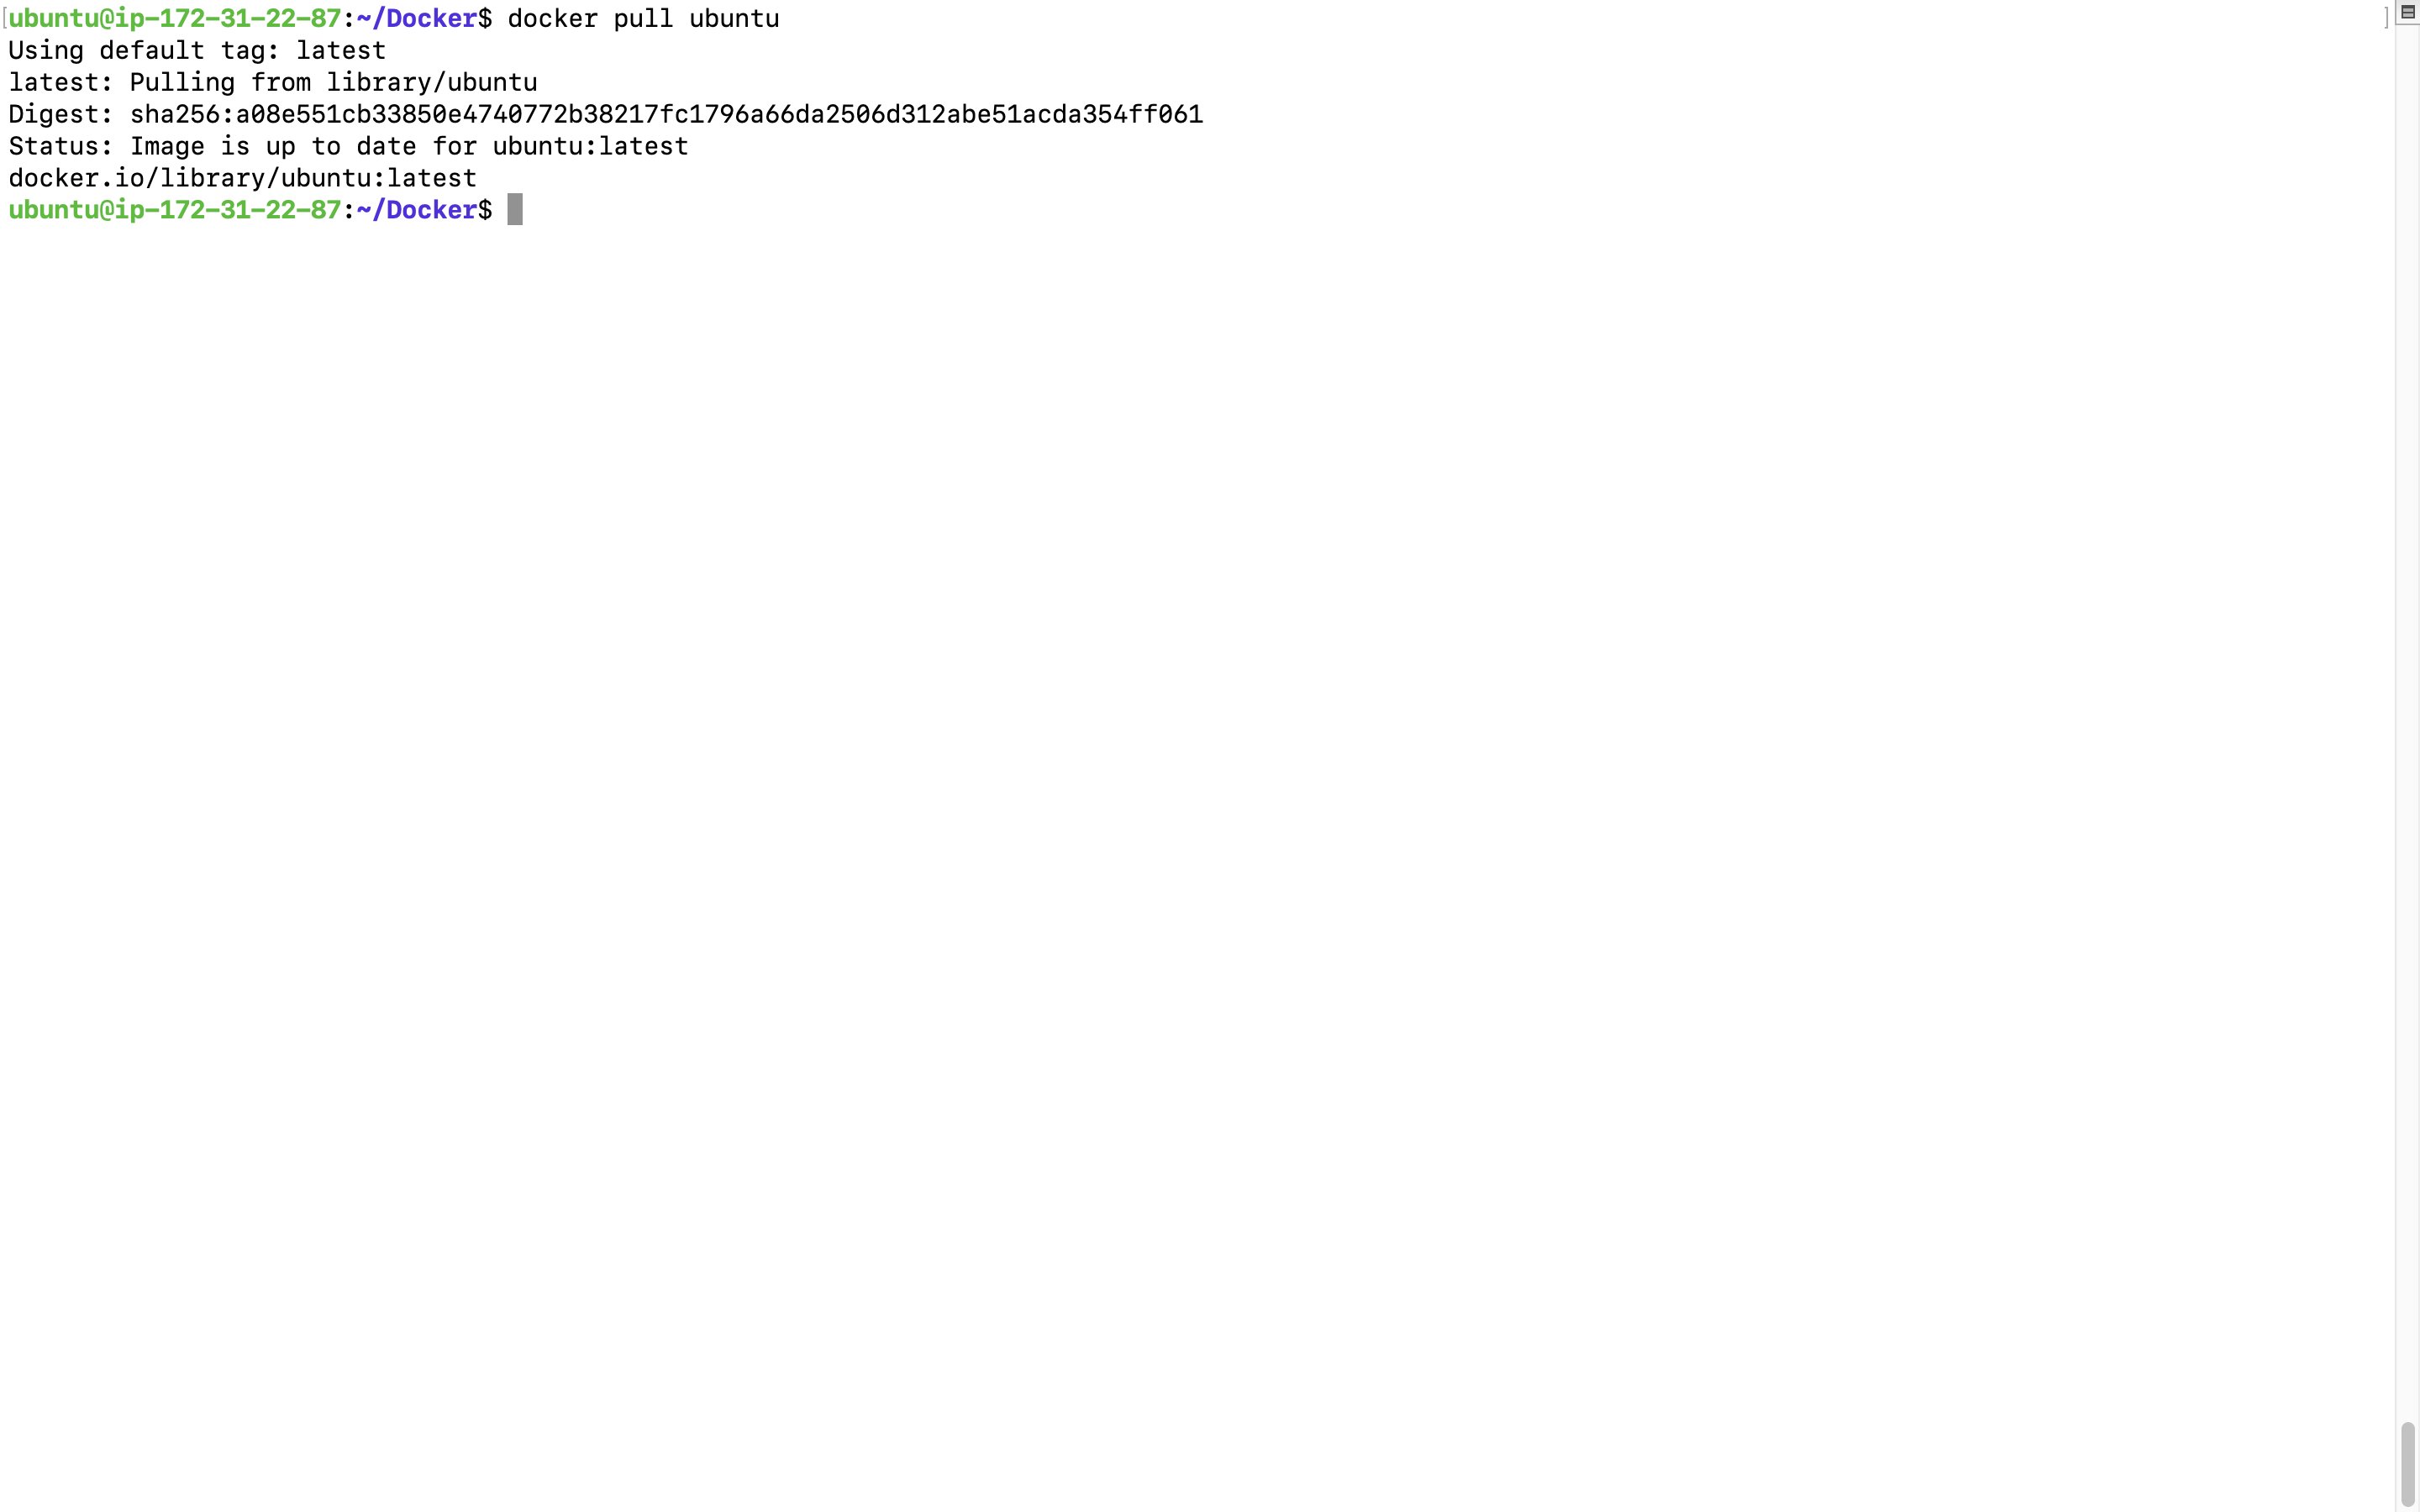 [ubuntu@ip-172-31-22-87:~/Docker$ docker pull ubuntu ]
Using default tag: latest
latest: Pulling from library/ubuntu
Digest: sha256:a08e551cb33850e4740772b38217fc1796a66da2506d312abe51acda354ff061
Status: Image is up to date for ubuntu:latest
docker.io/library/ubuntu:latest
ubuntu@ip-172-31-22-87:~/Docker$